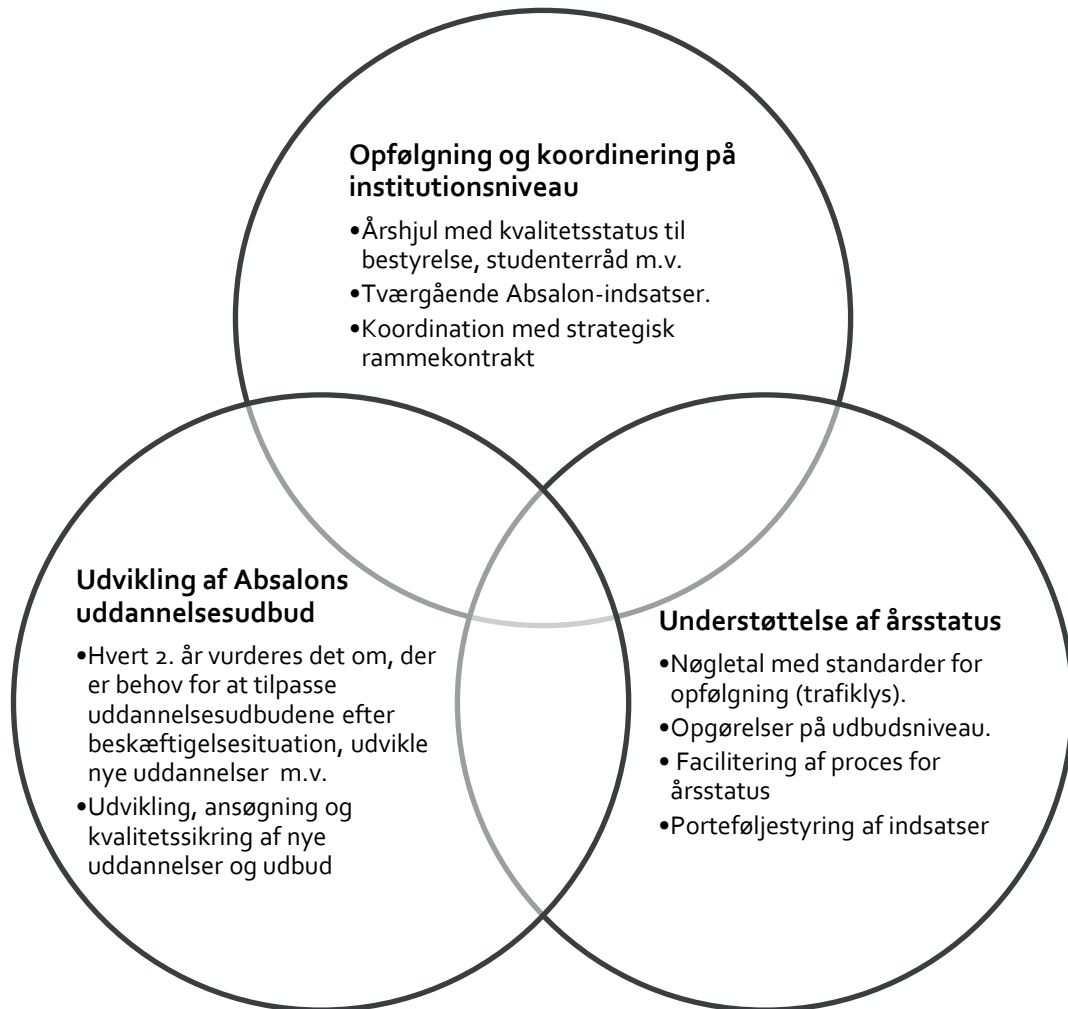 Opfølgning og koordinering på
institutionsniveau
•Årshjul med kvalitetsstatus til
bestyrelse, studenterråd m.v.
•Tværgående Absalon-indsatser.
•Koordination med strategisk
rammekontrakt
Udvikling af Absalons
uddannelsesudbud
•Hvert 2. år vurderes det om, der
er behov for at tilpasse
uddannelsesudbudene efter
beskæftigelsesituation, udvikle
nye uddannelser  m.v.
•Udvikling, ansøgning og
kvalitetssikring af nye
uddannelser og udbud
Understøttelse af årsstatus
•Nøgletal med standarder for
opfølgning (trafiklys).
•Opgørelser på udbudsniveau.
• Facilitering af proces for
årsstatus
•Porteføljestyring af indsatser